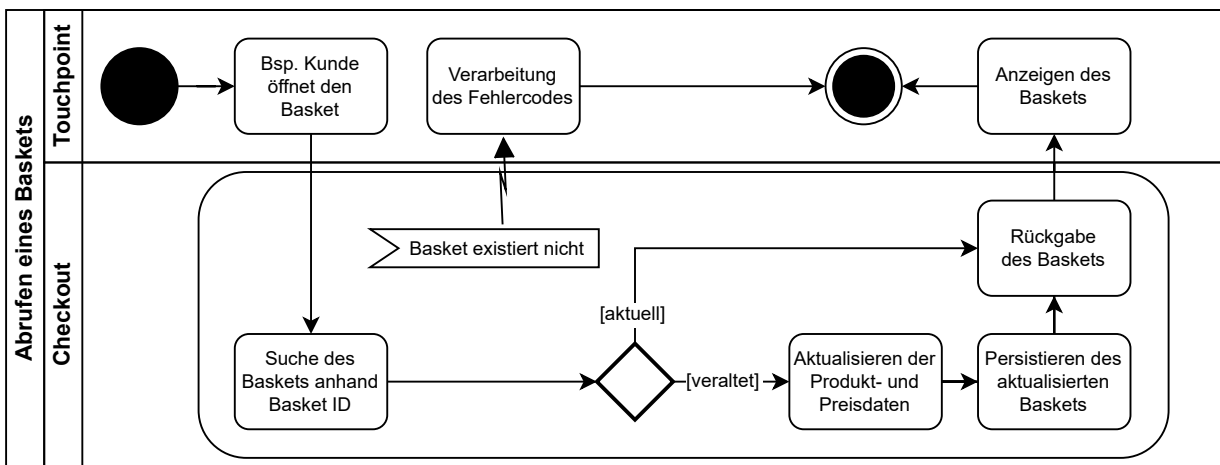 Abrufen eines Baskets
Touchpoint
Bsp. Kunde
öffnet den
Basket
Verarbeitung
des Fehlercodes
Anzeigen des
Baskets
Checkout
Basket existiert nicht
Rückgabe
des Baskets
[aktuell]
Suche des
Baskets anhand
Basket ID
[veraltet]
Aktualisieren der
Produkt- und
Preisdaten
Persistieren des
aktualisierten
Baskets